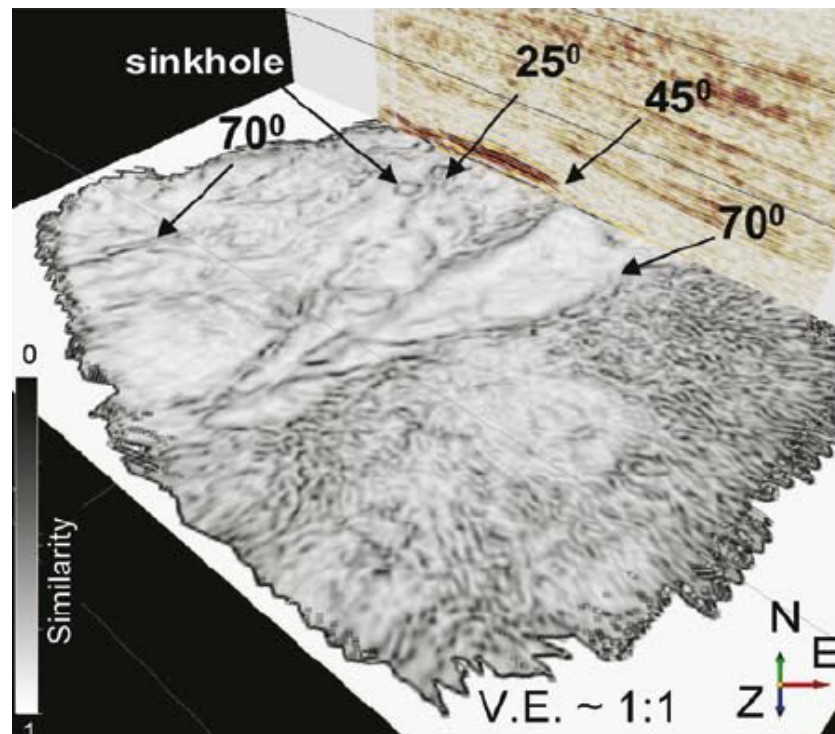 sinkhole
25⁰
45⁰
70⁰
70⁰
0
Similarity
1
N
E
Z
V.E. ~ 1:1